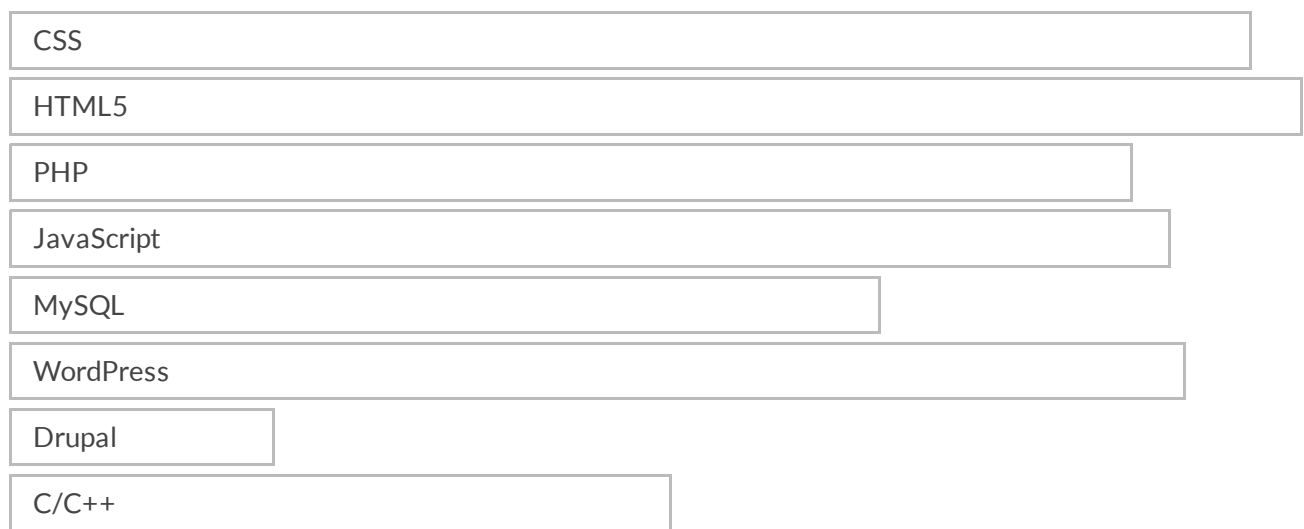 CSS
HTML5
PHP
JavaScript
MySQL
WordPress
Drupal
C/C++